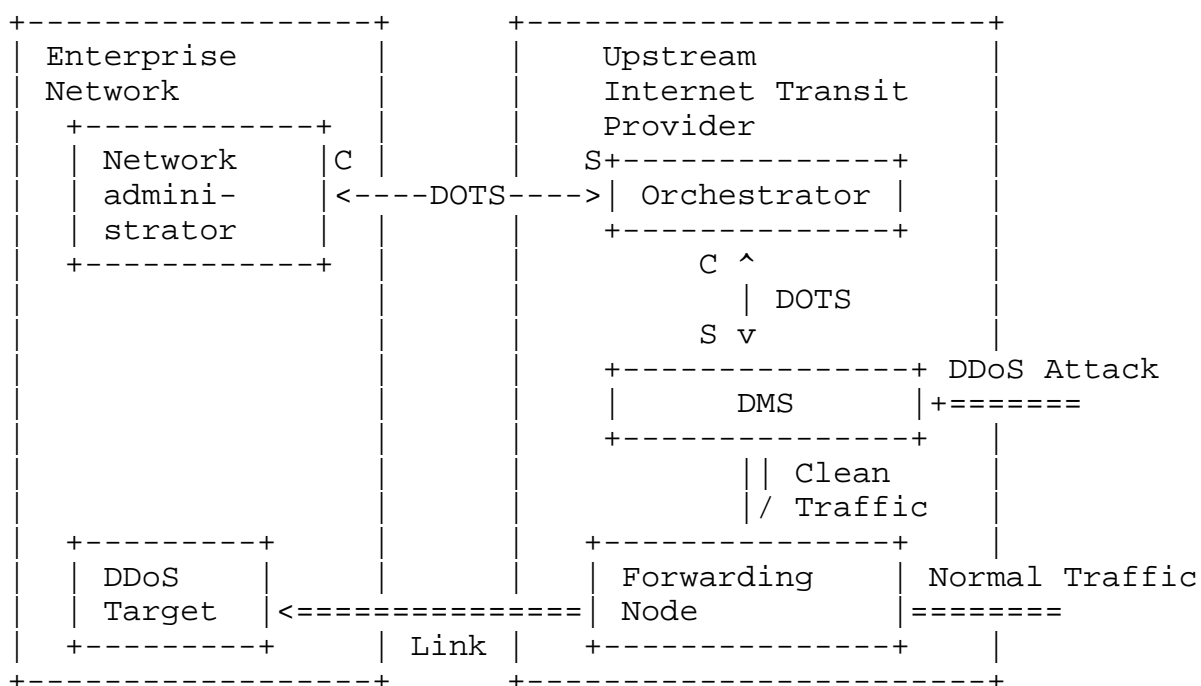 Enterprise Upstream
Network Internet Transit
Provider
Network C S
admini- <----DOTS----> Orchestrator
strator
C ^
| DOTS
S v
DDoS Attack
DMS +=======
|| Clean
|/ Traffic
DDoS Forwarding Normal Traffic
Target <=============== Node ========
Link